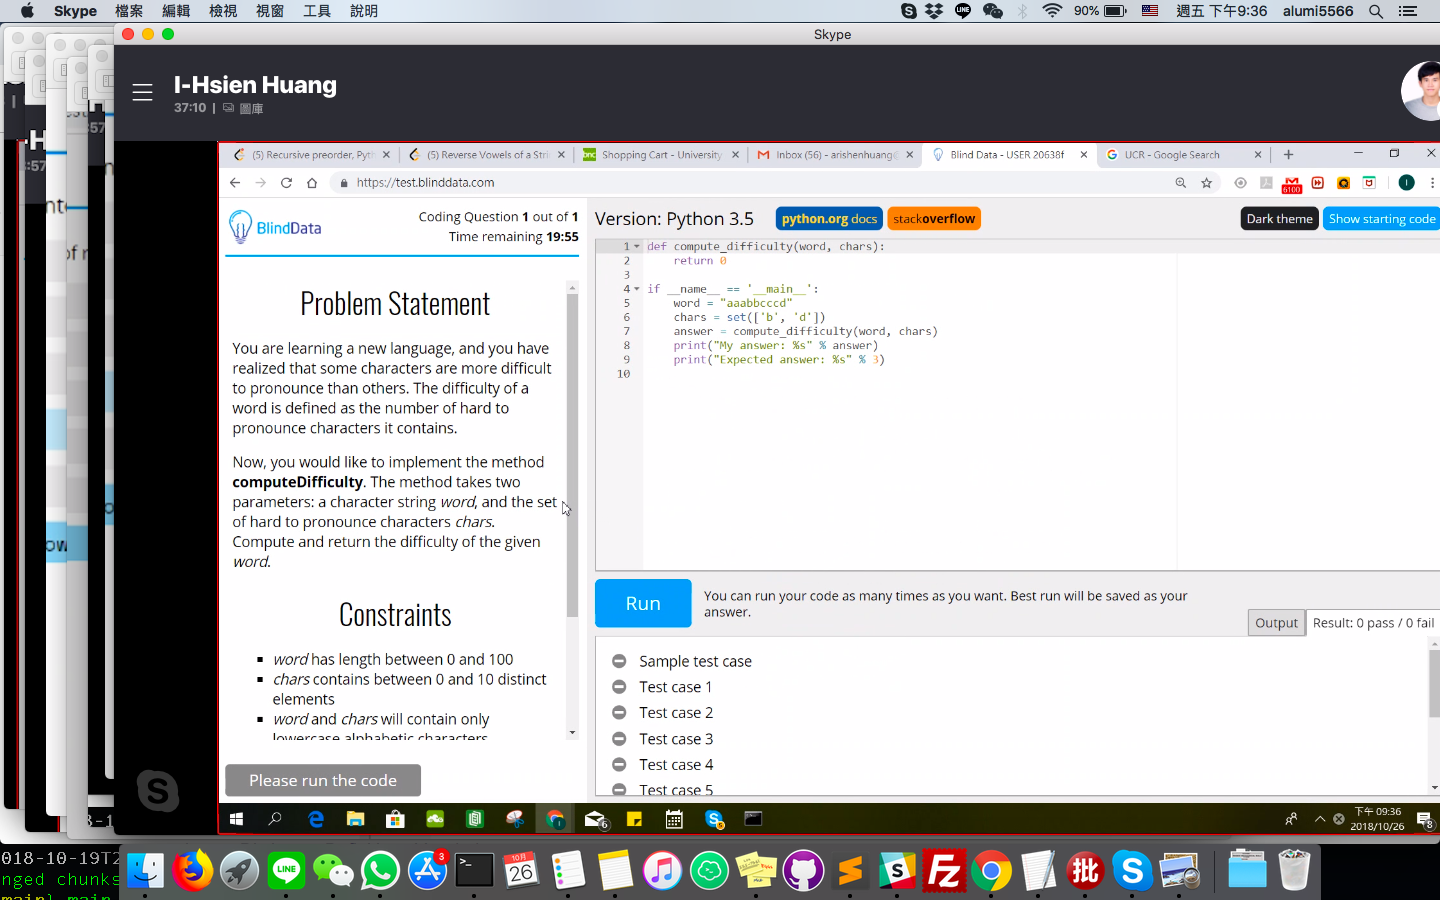 Skype 檔案 編輯 檢視 視窗 工具 說明 90% 週五 下午9:36 alumi5566
Skype
I-Hsien Huang
37:10 | 圖庫
(5) Recursive preorder, Pyth (5) Reverse Vowels of a Stri Shopping Cart - University Inbox (56) - arishenhuang@ Blind Data - USER 20638f UCR - Google Search
https://test.blinddata.com
6100
BlindData
Coding Question 1 out of 1
Time remaining 19:55
Version: Python 3.5 python.org docs stackoverflow Dark theme Show starting code
Problem Statement
You are learning a new language, and you have
realized that some characters are more difficult
to pronounce than others. The difficulty of a
word is defined as the number of hard to
pronounce characters it contains.
Now, you would like to implement the method
computeDifficulty. The method takes two
parameters: a character string word, and the set
of hard to pronounce characters chars.
Compute and return the difficulty of the given
word.
Constraints
word has length between 0 and 100
chars contains between 0 and 10 distinct
elements
word and chars will contain only
lowercase alphabetic characters
Please run the code
1 def compute_difficulty(word, chars):
2 return 0
3
4 if __name__ == '__main__':
5 word = "aaabbcccd"
6 chars = set(['b', 'd'])
7 answer = compute_difficulty(word, chars)
8 print("My answer: %s" % answer)
9 print("Expected answer: %s" % 3)
10
Run
You can run your code as many times as you want. Best run will be saved as your
answer.
Output Result: 0 pass / 0 fail
Sample test case
Test case 1
Test case 2
Test case 3
Test case 4
Test case 5
下午 09:36
2018/10/26
018-10-19T2
nged chunks
main} main
10月
26
3
批